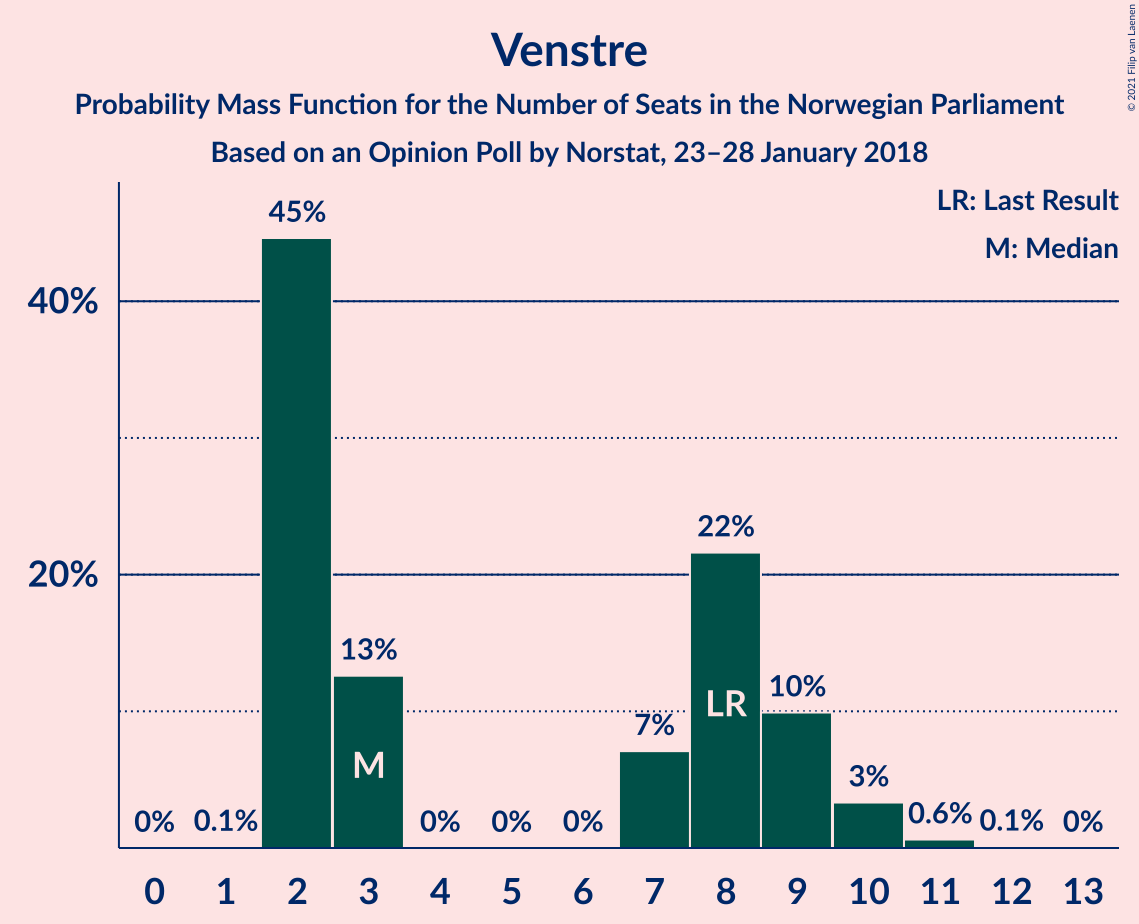 Venstre
Probability Mass Function for the Number of Seats in the Norwegian Parliament
Based on an Opinion Poll by Norstat, 23–28 January 2018
© 2021 Filip van Laenen
LR: Last Result
M: Median
40%
20%
0%
0.1%
45%
13%
0%
0%
0%
7%
22%
10%
3%
0.6%
0.1%
0%
M
LR
0 1 2 3 4 5 6 7 8 9 10 11 12 13